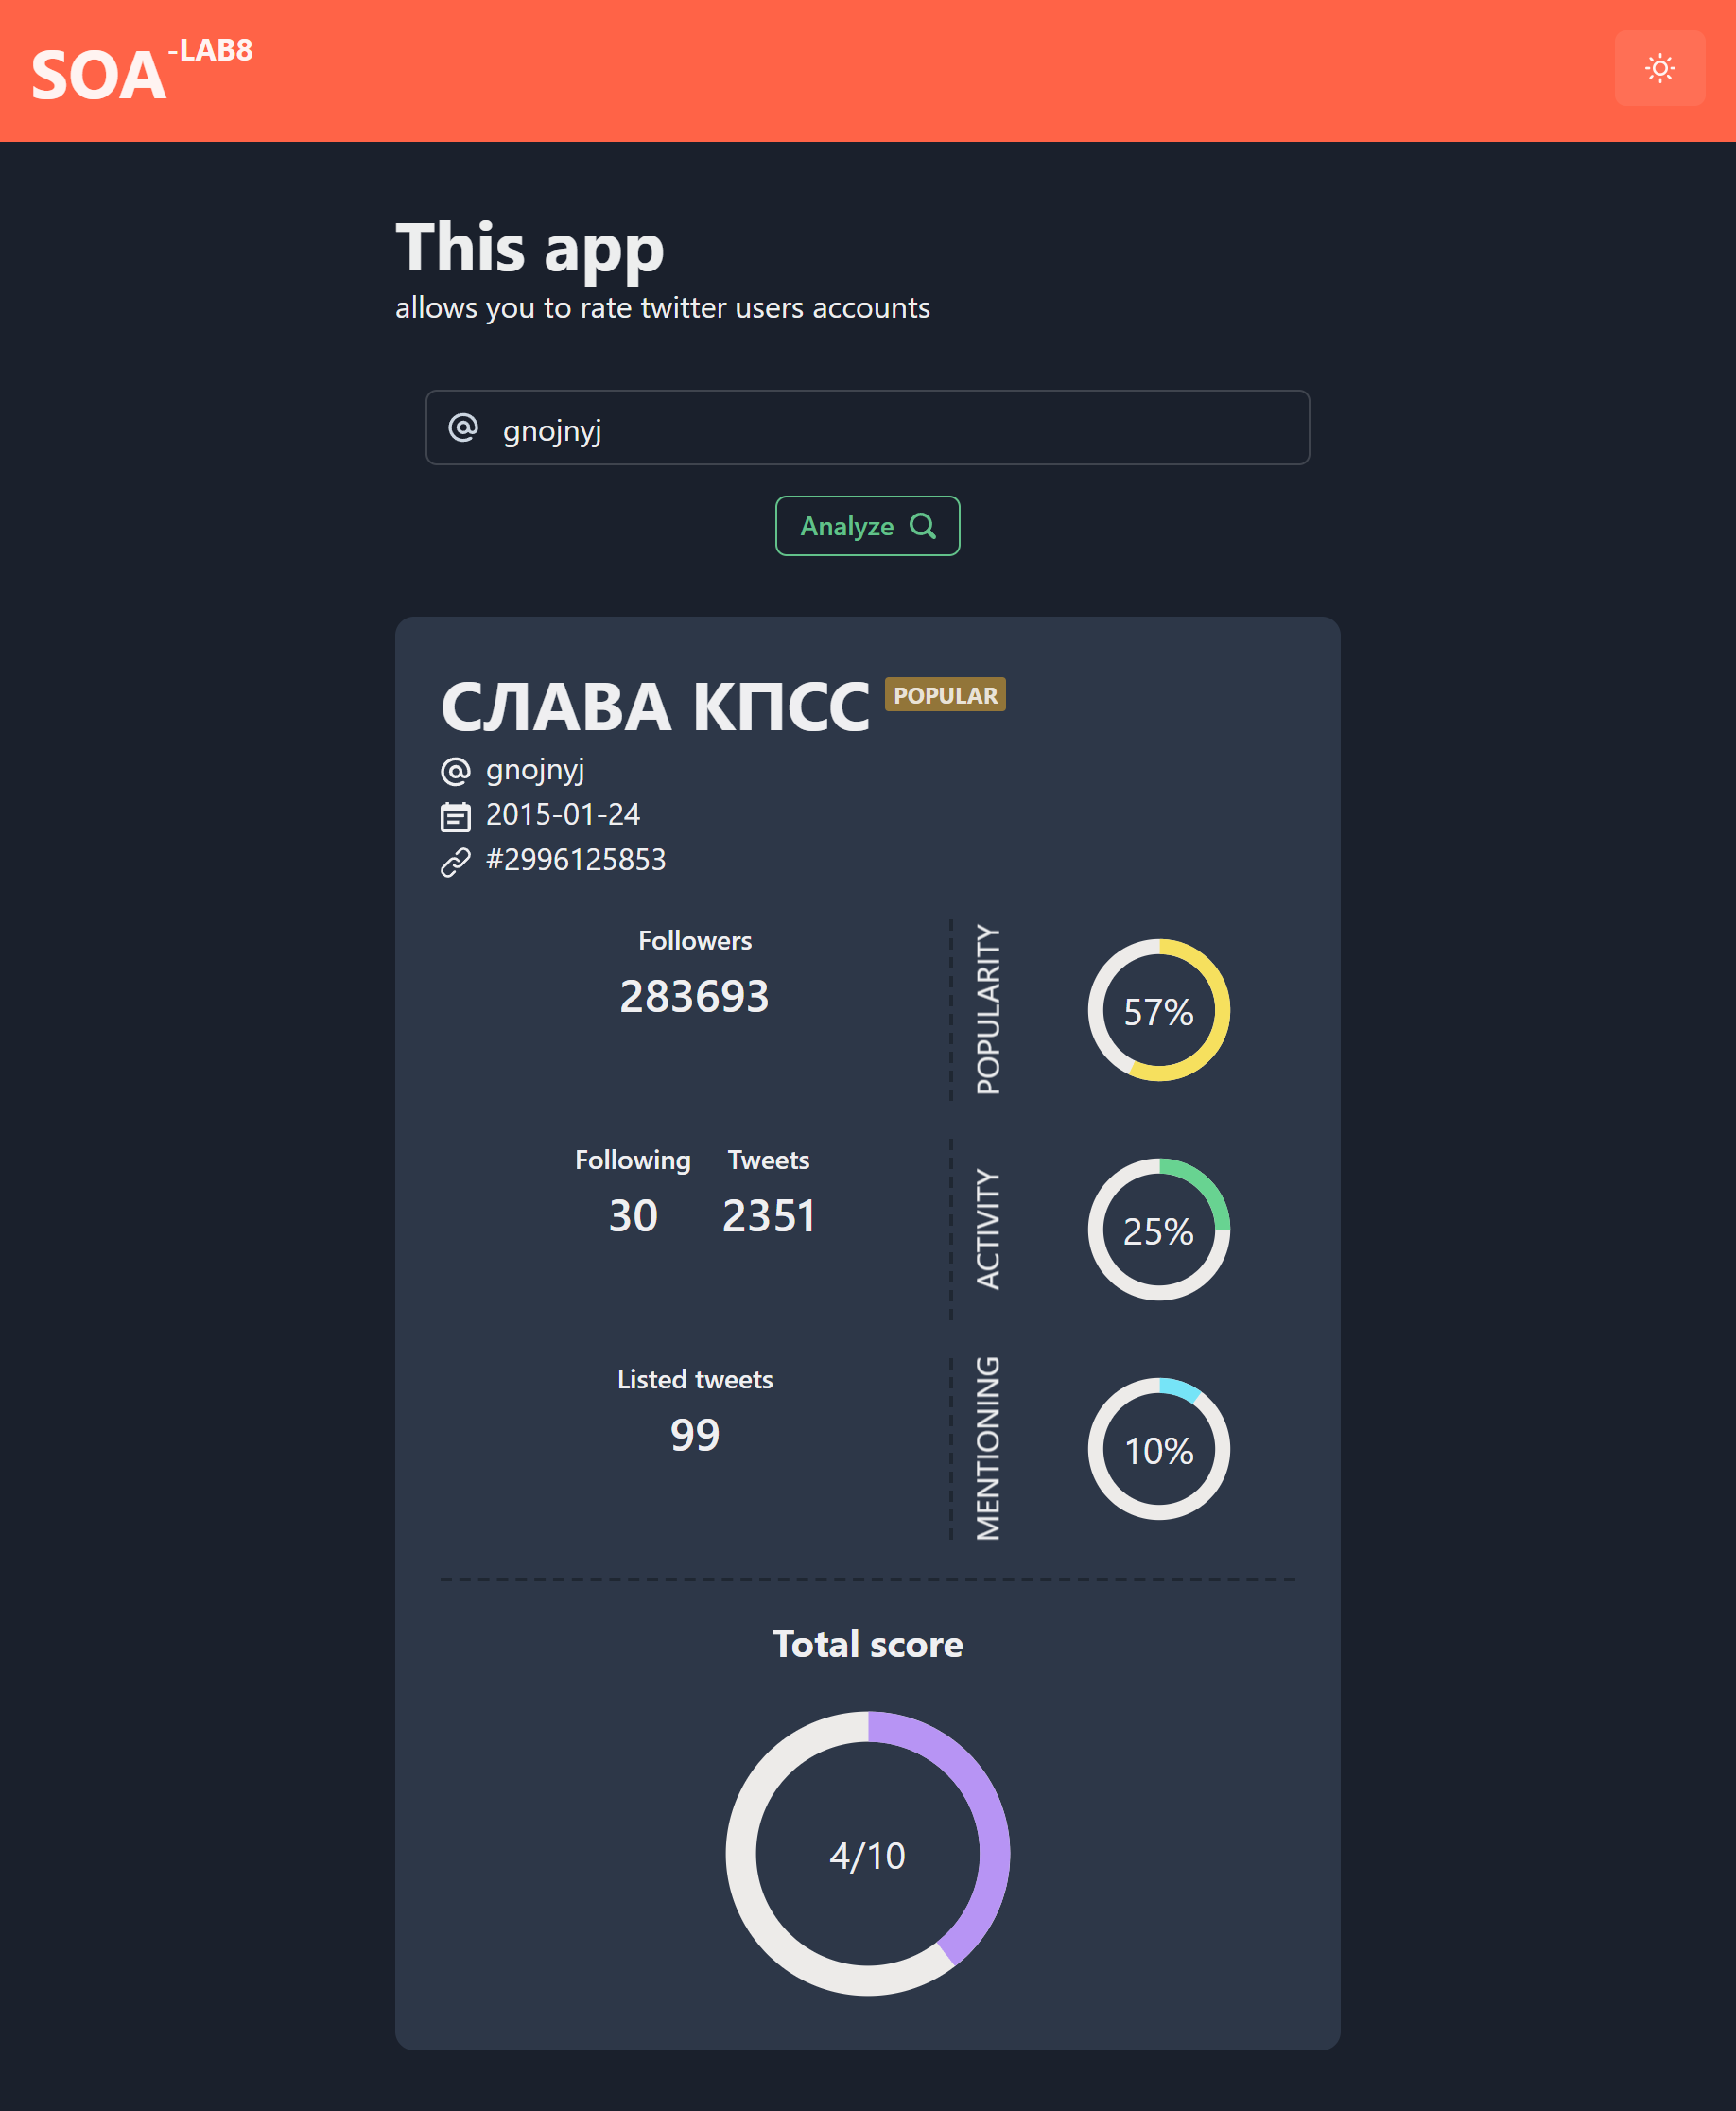 SOA-LAB8
This app
allows you to rate twitter users accounts
gnojnyj
Analyze
СЛАВА КПСС POPULAR
gnojnyj
2015-01-24
#2996125853
Followers
283693
POPULARITY
57%
Following Tweets
30 2351
ACTIVITY
25%
Listed tweets
99
MENTIONING
10%
Total score
4/10